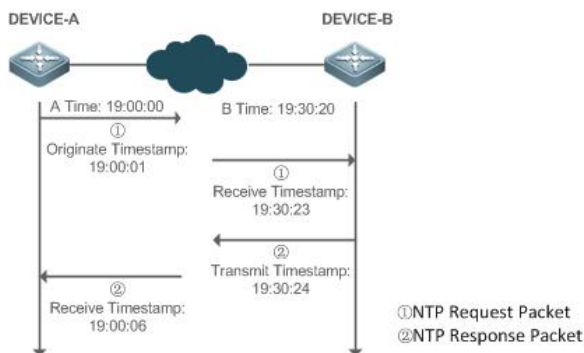 DEVICE-A
DEVICE-B
A Time: 19:00:00
B Time: 19:30:20
①
Originate Timestamp:
19:00:01
①
Receive Timestamp:
19:30:23
②
Transmit Timestamp:
19:30:24
②
Receive Timestamp:
19:00:06
①NTP Request Packet
②NTP Response Packet